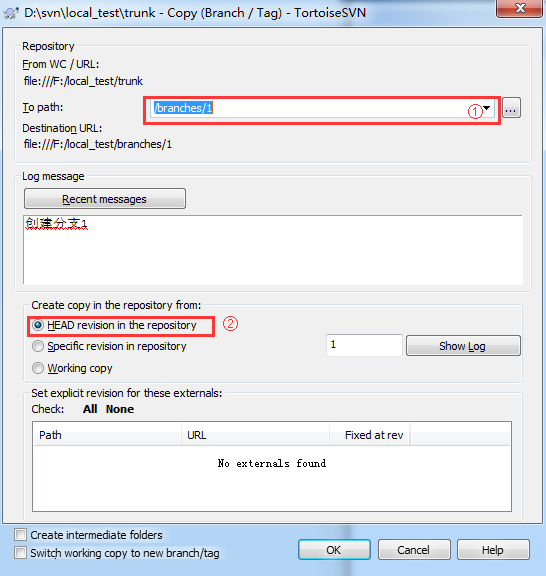 D:\svn\local_test\trunk - Copy (Branch / Tag) - TortoiseSVN
Repository
From WC / URL:
file:///F:/local_test/trunk
To path:
/branches/1
①
...
Destination URL:
file:///F:/local_test/branches/1
Log message
Recent messages
创建分支1
Create copy in the repository from:
HEAD revision in the repository
②
Specific revision in repository
1
Show Log
Working copy
Set explicit revision for these externals:
Check: All None
Path URL Fixed at rev
No externals found
Create intermediate folders
Switch working copy to new branch/tag
OK Cancel Help